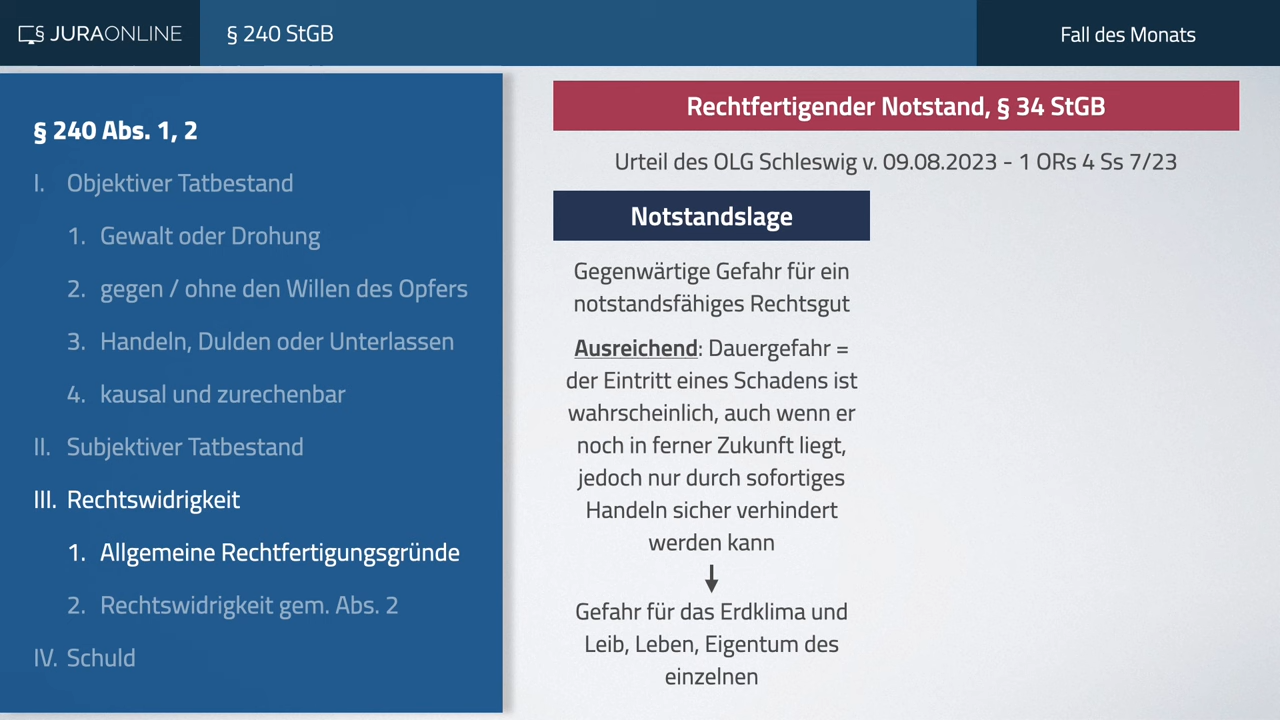 JURAONLINE
§ 240 StGB
Fall des Monats
§ 240 Abs. 1, 2
I. Objektiver Tatbestand
1. Gewalt oder Drohung
2. gegen / ohne den Willen des Opfers
3. Handeln, Dulden oder Unterlassen
4. kausal und zurechenbar
II. Subjektiver Tatbestand
III. Rechtswidrigkeit
1. Allgemeine Rechtfertigungsgründe
2. Rechtswidrigkeit gem. Abs. 2
IV. Schuld
Rechtfertigender Notstand, § 34 StGB
Urteil des OLG Schleswig v. 09.08.2023 - 1 ORs 4 Ss 7/23
Notstandslage
Gegenwärtige Gefahr für ein
notstandsfähiges Rechtsgut
Ausreichend: Dauergefahr =
der Eintritt eines Schadens ist
wahrscheinlich, auch wenn er
noch in ferner Zukunft liegt,
jedoch nur durch sofortiges
Handeln sicher verhindert
werden kann
Gefahr für das Erdklima und
Leib, Leben, Eigentum des
einzelnen